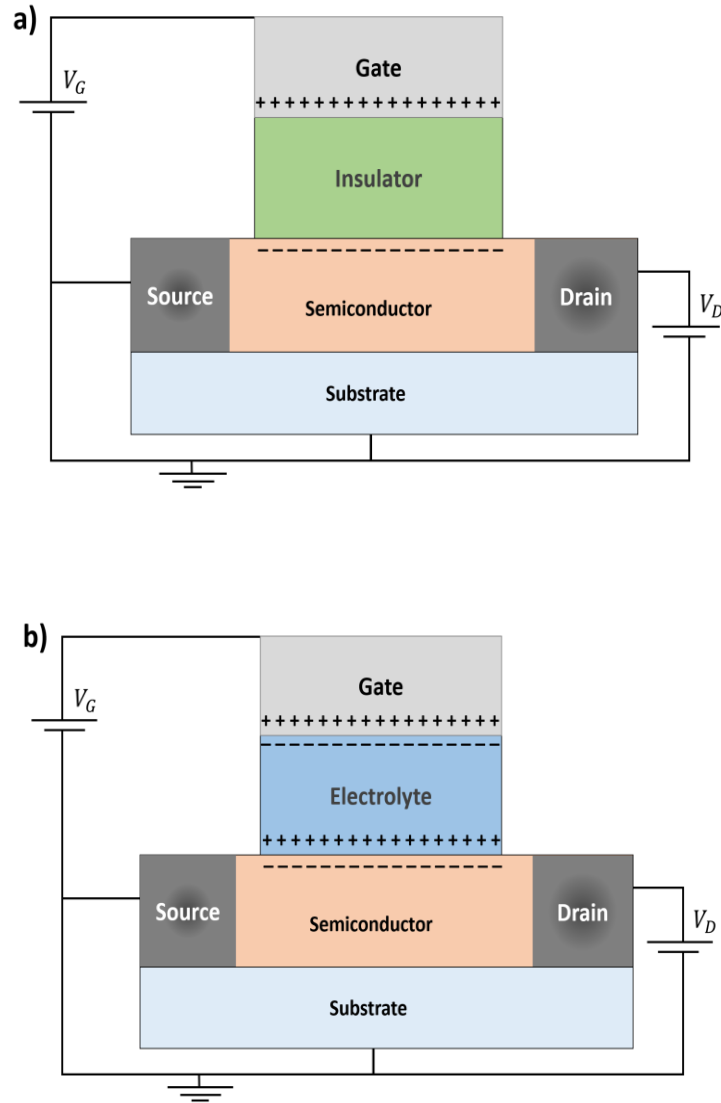 a)
Gate
V_G
+ + + + + + + + + + + + + + + +
Insulator
− − − − − − − − − − − − − − − −
Source
Drain
Semiconductor
V_D
Substrate
b)
Gate
V_G
+ + + + + + + + + + + + + + +
− − − − − − − − − − − − − − −
Electrolyte
+ + + + + + + + + + + + + + +
− − − − − − − − − − − − − − −
Source
Drain
Semiconductor
V_D
Substrate